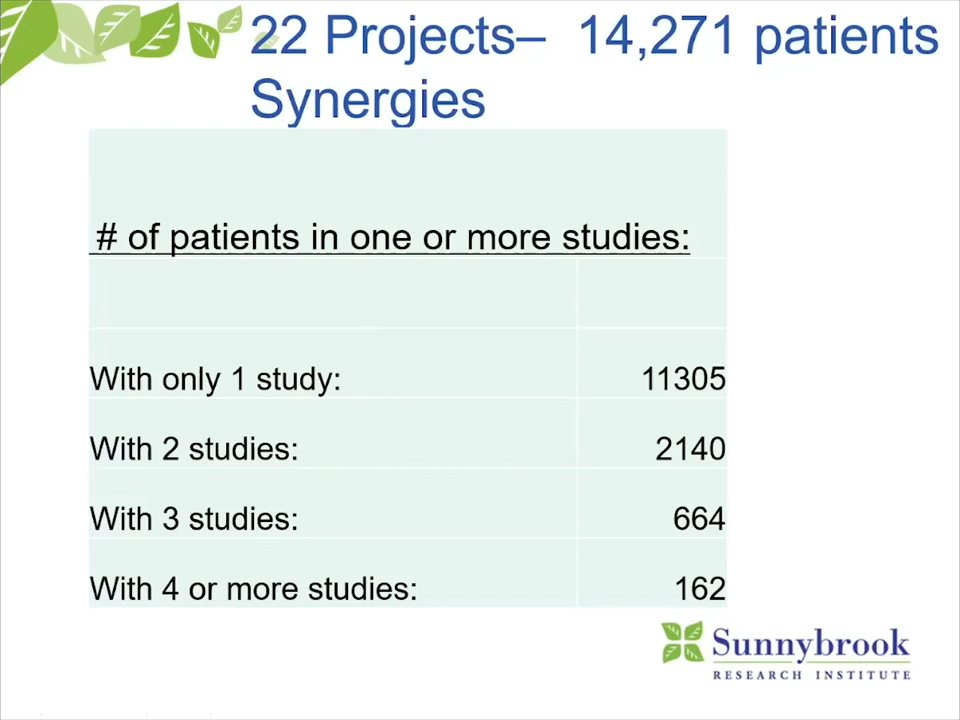 22 Projects– 14,271 patients
Synergies
# of patients in one or more studies:
With only 1 study: 11305
With 2 studies: 2140
With 3 studies: 664
With 4 or more studies: 162
Sunnybrook
RESEARCH INSTITUTE